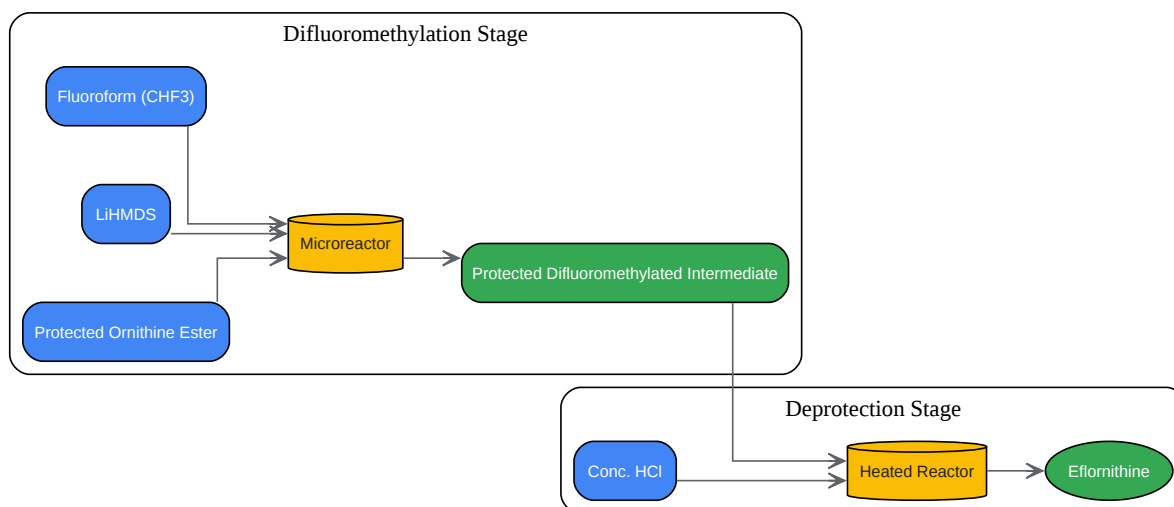 Difluoromethylation Stage
Fluoroform (CHF3)
LiHMDS
Microreactor
Protected Difluoromethylated Intermediate
Protected Ornithine Ester
Deprotection Stage
Conc. HCl
Heated Reactor
Eflornithine